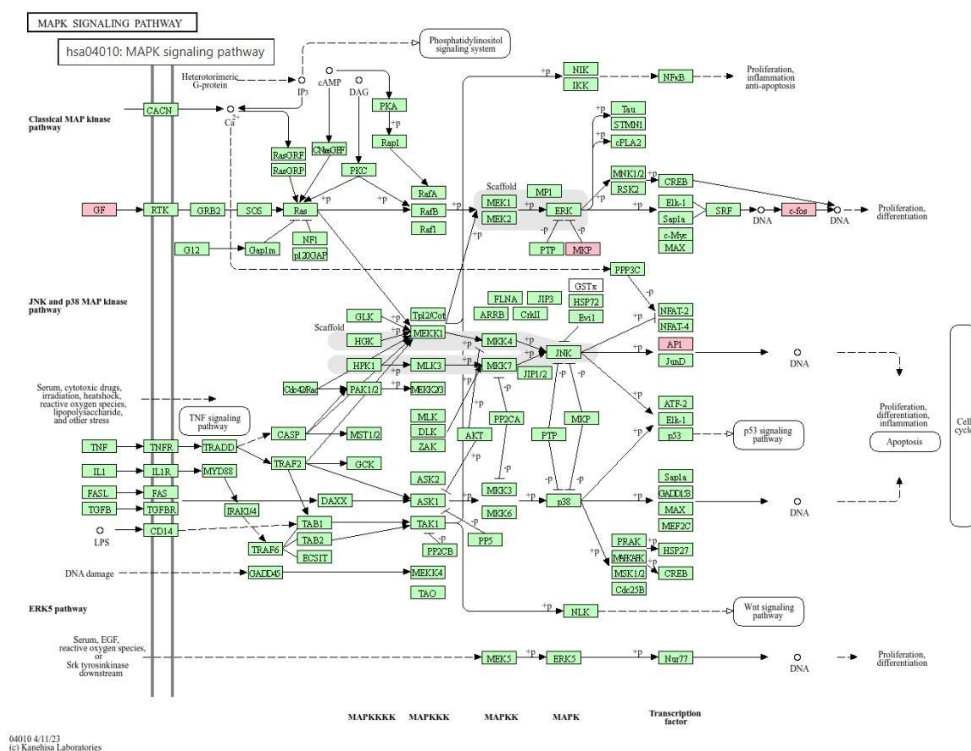 MAPK SIGNALING PATHWAY
hsa04010: MAPK signaling pathway
Phosphatidylinositol
signaling system
Heterotorimeric
G-protein
IP3
cAMP
DAG
Ca2+
CACN
PKA
+p
Rap1
NIK
IKK
+p
+p
NFκB
Proliferation,
inflammation
anti-apoptosis
Classical MAP kinase
pathway
RasGRF
RasGRP
CNasGEF
PKC
Tau
STMN1
cPLA2
+p
GF
RTK
GRB2
SOS
Ras
+p
+p
RafA
RafB
Raf1
+p
Scaffold
MEK1
MEK2
MP1
+p
ERK
+p
MNK1/2
RSK2
+p
CREB
Elk-1
Sap1a
c-Myc
MAX
SRF
DNA
c-fos
DNA
Proliferation,
differentiation
G12
Gap1m
NF1
p120GAP
-p
-p
PTP
MKP
PPP3C
-p
JNK and p38 MAP kinase
pathway
GLK
HGK
HPK1
Scaffold
+p
+p
+p
Tpl2/Cot
MEKK1
MLK3
MEKK2/3
FLNA
JIP3
ARRB
CrkII
GSTπ
HSP72
Evi1
NFAT-2
NFAT-4
AP1
JunD
+p
+p
DNA
MKK4
MKK7
+p
+p
JNK
JIP1/2
Cdc42/Rac
PAK1/2
Serum, cytotoxic drugs,
irradiation, heatshock,
reactive oxygen species,
lipopolysaccharide,
and other stress
TNF signaling
pathway
MLK
DLK
ZAK
-p
PP2CA
AKT
PTP
MKP
-p
-p
ATF-2
Elk-1
p53
+p
p53 signaling
pathway
Proliferation,
differentiation,
inflammation
Apoptosis
Cell
cycle
TNF
TNFR
TRADD
CASP
MST1/2
IL1
IL1R
MYD88
TRAF2
GCK
FASL
FAS
DAXX
ASK2
ASK1
+p
MKK3
MKK6
+p
p38
-p
-p
+p
Sap1a
GADD153
MAX
MEF2C
DNA
TGFB
TGFBR
IRAK1/4
TAB1
TAB2
ECSIT
TAK1
LPS
CD14
TRAF6
-p
PP2CB
-p
PP5
PRAK
MAPKAPK
MSK1/2
Cdc25B
+p
+p
HSP27
CREB
DNA damage
GADD45
MEKK4
TAO
ERK5 pathway
+p
NLK
Wnt signaling
pathway
Serum, EGF,
reactive oxygen species,
or
Srk tyrosinkinase
downstream
MEK5
+p
ERK5
+p
Nur77
DNA
Proliferation,
differentiation
MAPKKKK
MAPKKK
MAPKK
MAPK
Transcription
factor
04010 4/11/23
(c) Kanehisa Laboratories